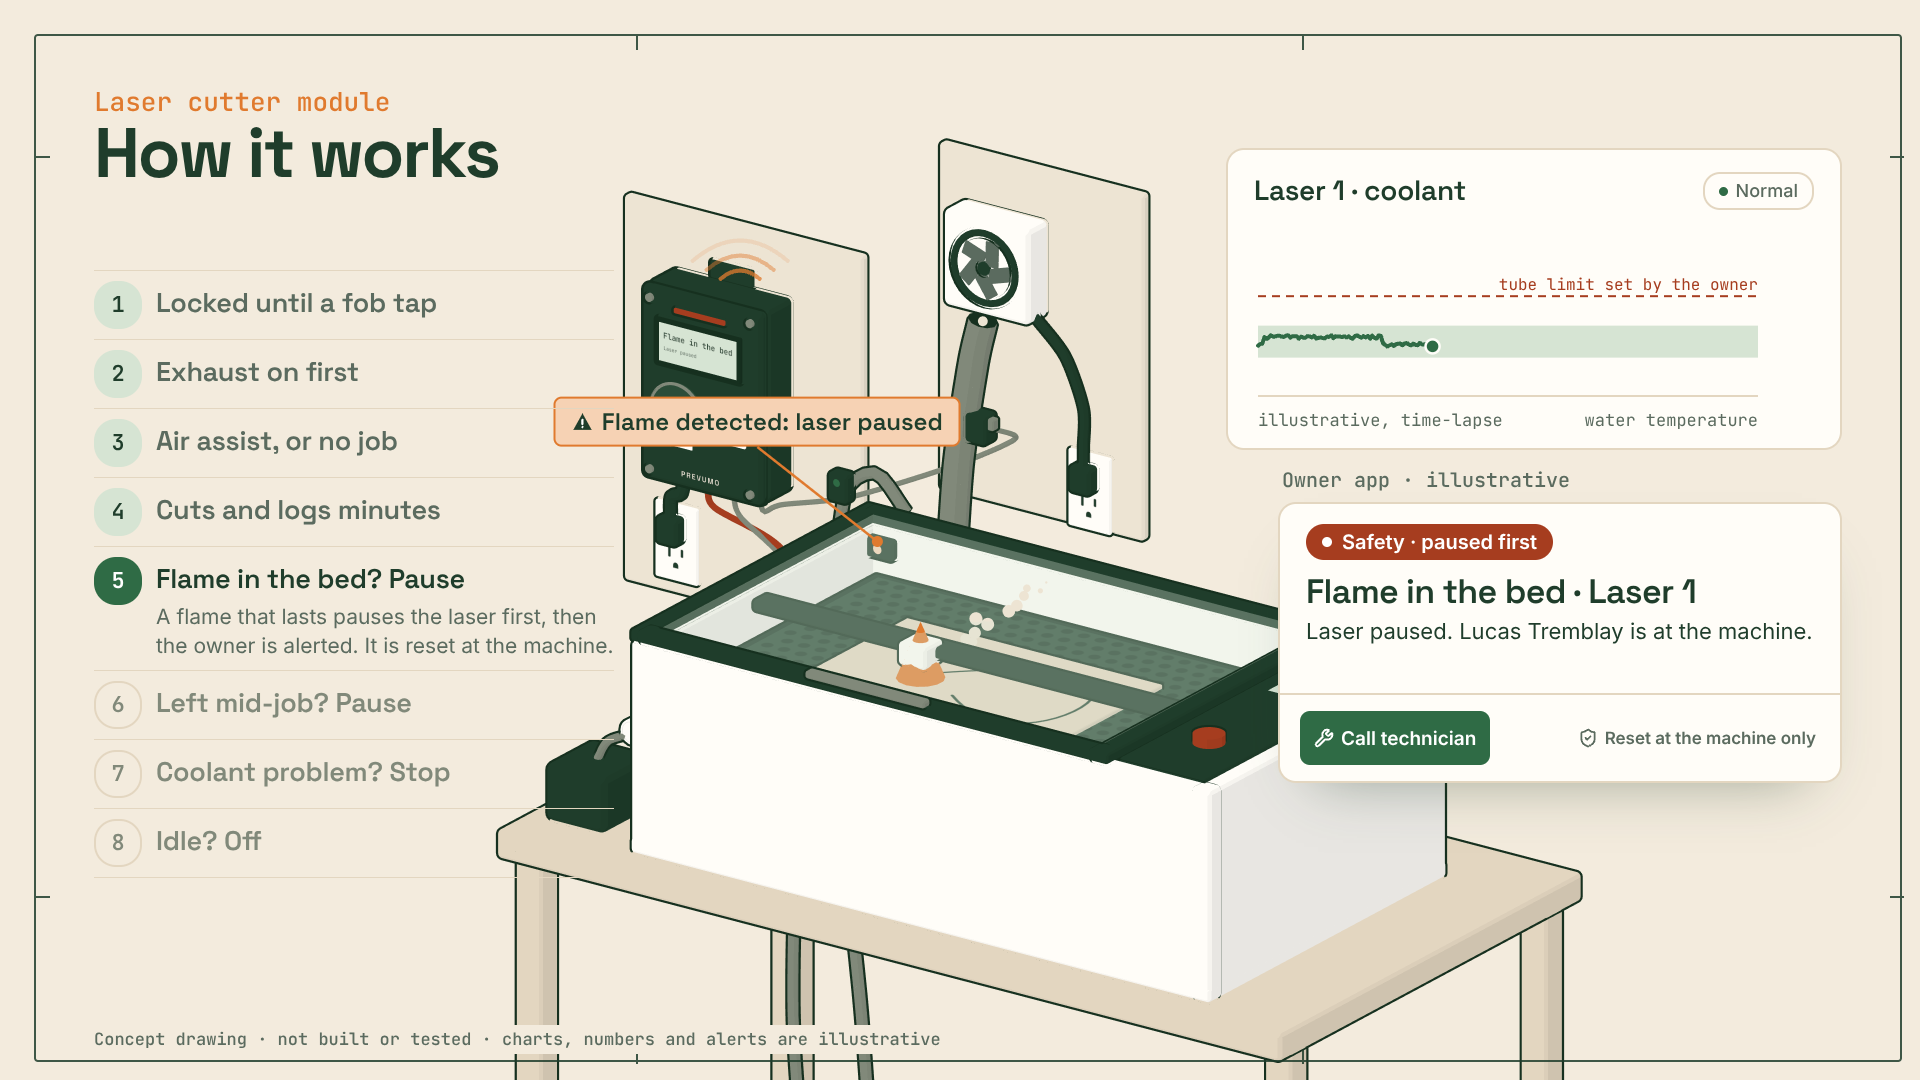 Laser cutter module
How it works
1 Locked until a fob tap
2 Exhaust on first
3 Air assist, or no job
4 Cuts and logs minutes
5 Flame in the bed? Pause
A flame that lasts pauses the laser first, then
the owner is alerted. It is reset at the machine.
6 Left mid-job? Pause
7 Coolant problem? Stop
8 Idle? Off
Flame in the bed
Laser paused
Flame detected: laser paused
PREVUMO
Laser 1 · coolant
Normal
tube limit set by the owner
illustrative, time-lapse
water temperature
Owner app · illustrative
Safety · paused first
Flame in the bed · Laser 1
Laser paused. Lucas Tremblay is at the machine.
Call technician
Reset at the machine only
Concept drawing · not built or tested · charts, numbers and alerts are illustrative